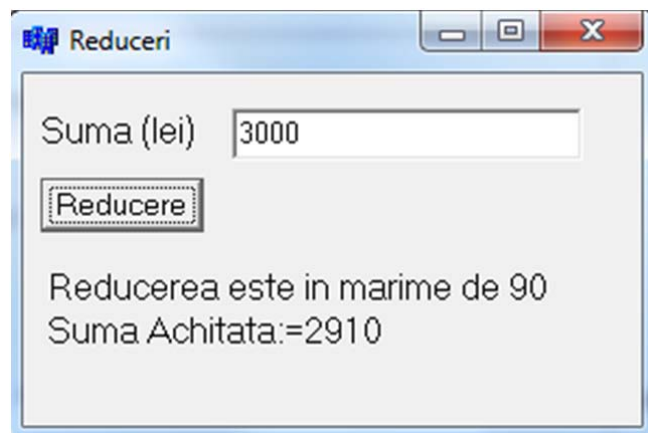 Reduceri
Suma (lei) 3000
Reducere
Reducerea este in marime de 90
Suma Achitata:=2910